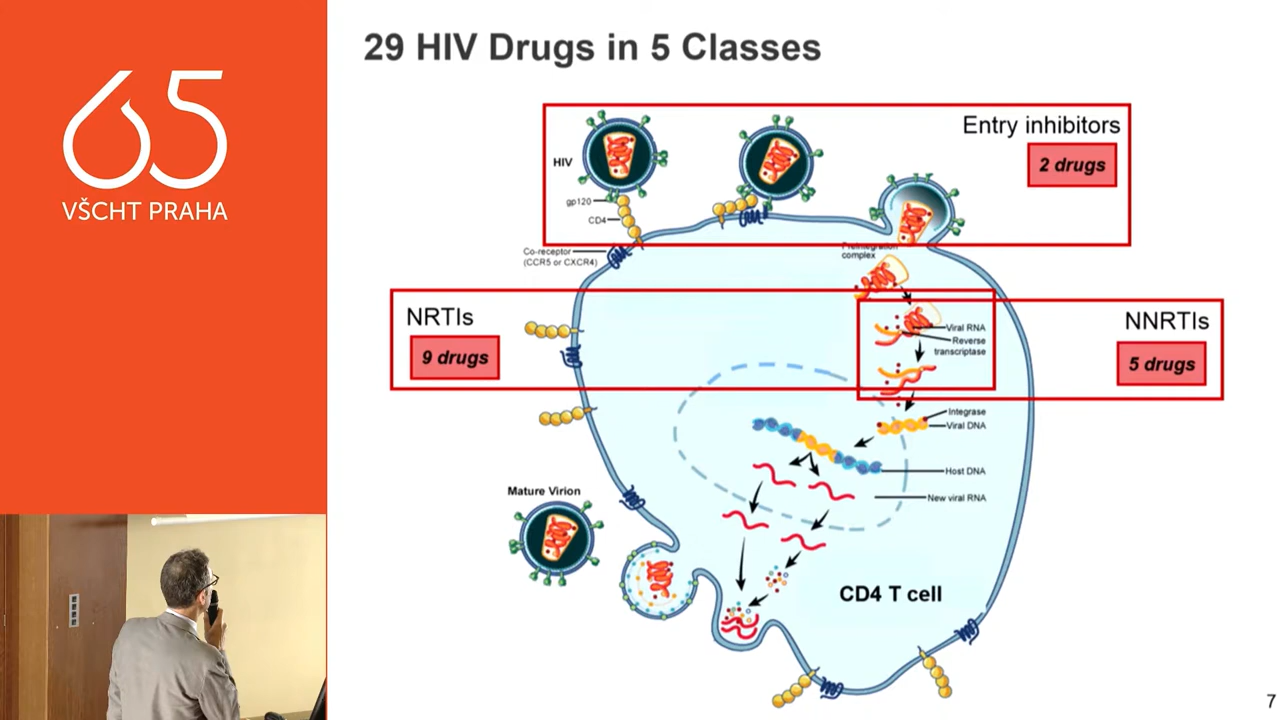 65
VŠCHT PRAHA
29 HIV Drugs in 5 Classes
Entry inhibitors
2 drugs
HIV
gp120
CD4
Co-receptor
(CCR5 or CXCR4)
Preintegration
complex
NRTIs
9 drugs
NNRTIs
5 drugs
Viral RNA
Reverse
transcriptase
Integrase
Viral DNA
Host DNA
New viral RNA
Mature Virion
CD4 T cell
7